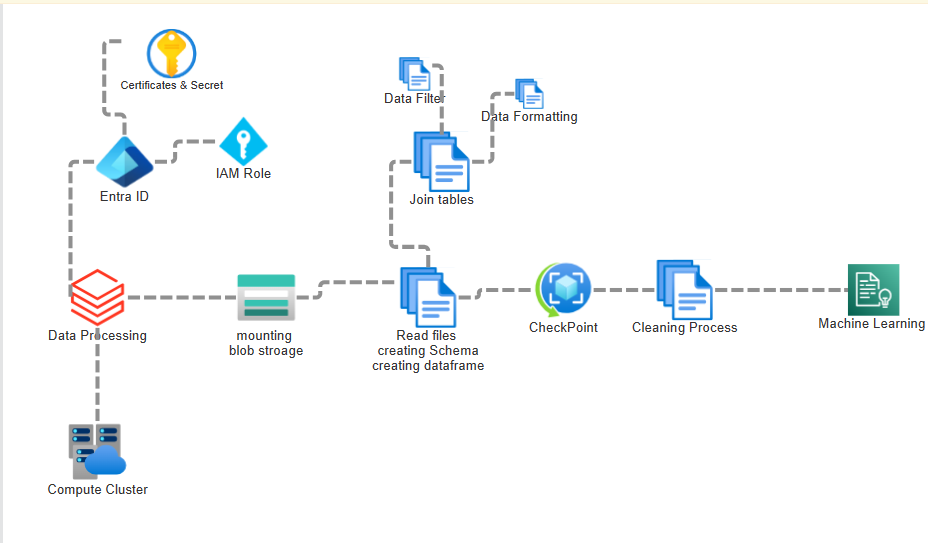 Certificates & Secret
Data Filter
Data Formatting
IAM Role
Entra ID
Join tables
Data Processing
mounting
blob stroage
Read files
creating Schema
creating dataframe
CheckPoint
Cleaning Process
Machine Learning
Compute Cluster